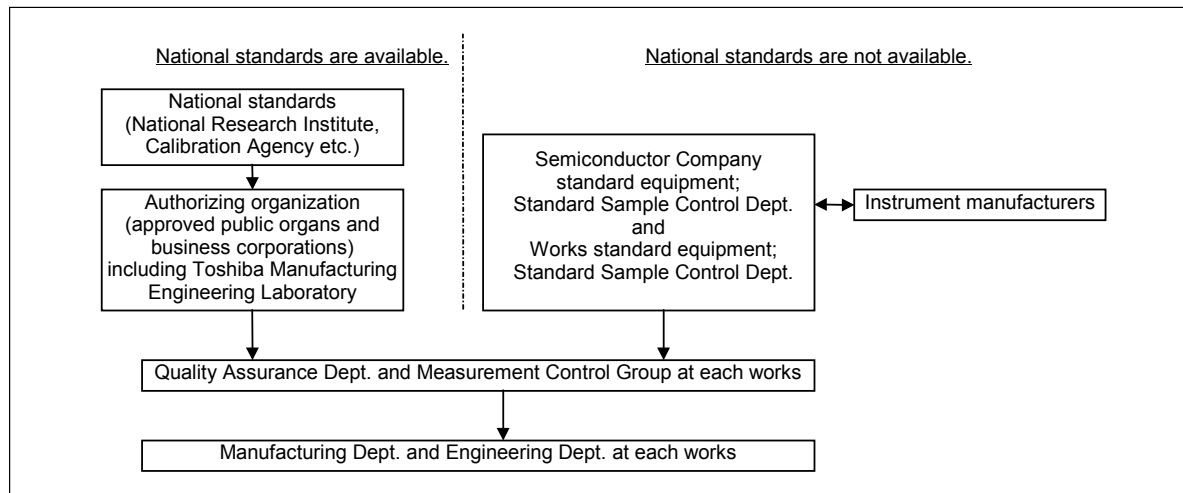 National standards are available.
National standards are not available.
National standards
(National Research Institute,
Calibration Agency etc.)
Authorizing organization
(approved public organs and
business corporations)
including Toshiba Manufacturing
Engineering Laboratory
Semiconductor Company
standard equipment;
Standard Sample Control Dept.
and
Works standard equipment;
Standard Sample Control Dept.
Instrument manufacturers
Quality Assurance Dept. and Measurement Control Group at each works
Manufacturing Dept. and Engineering Dept. at each works